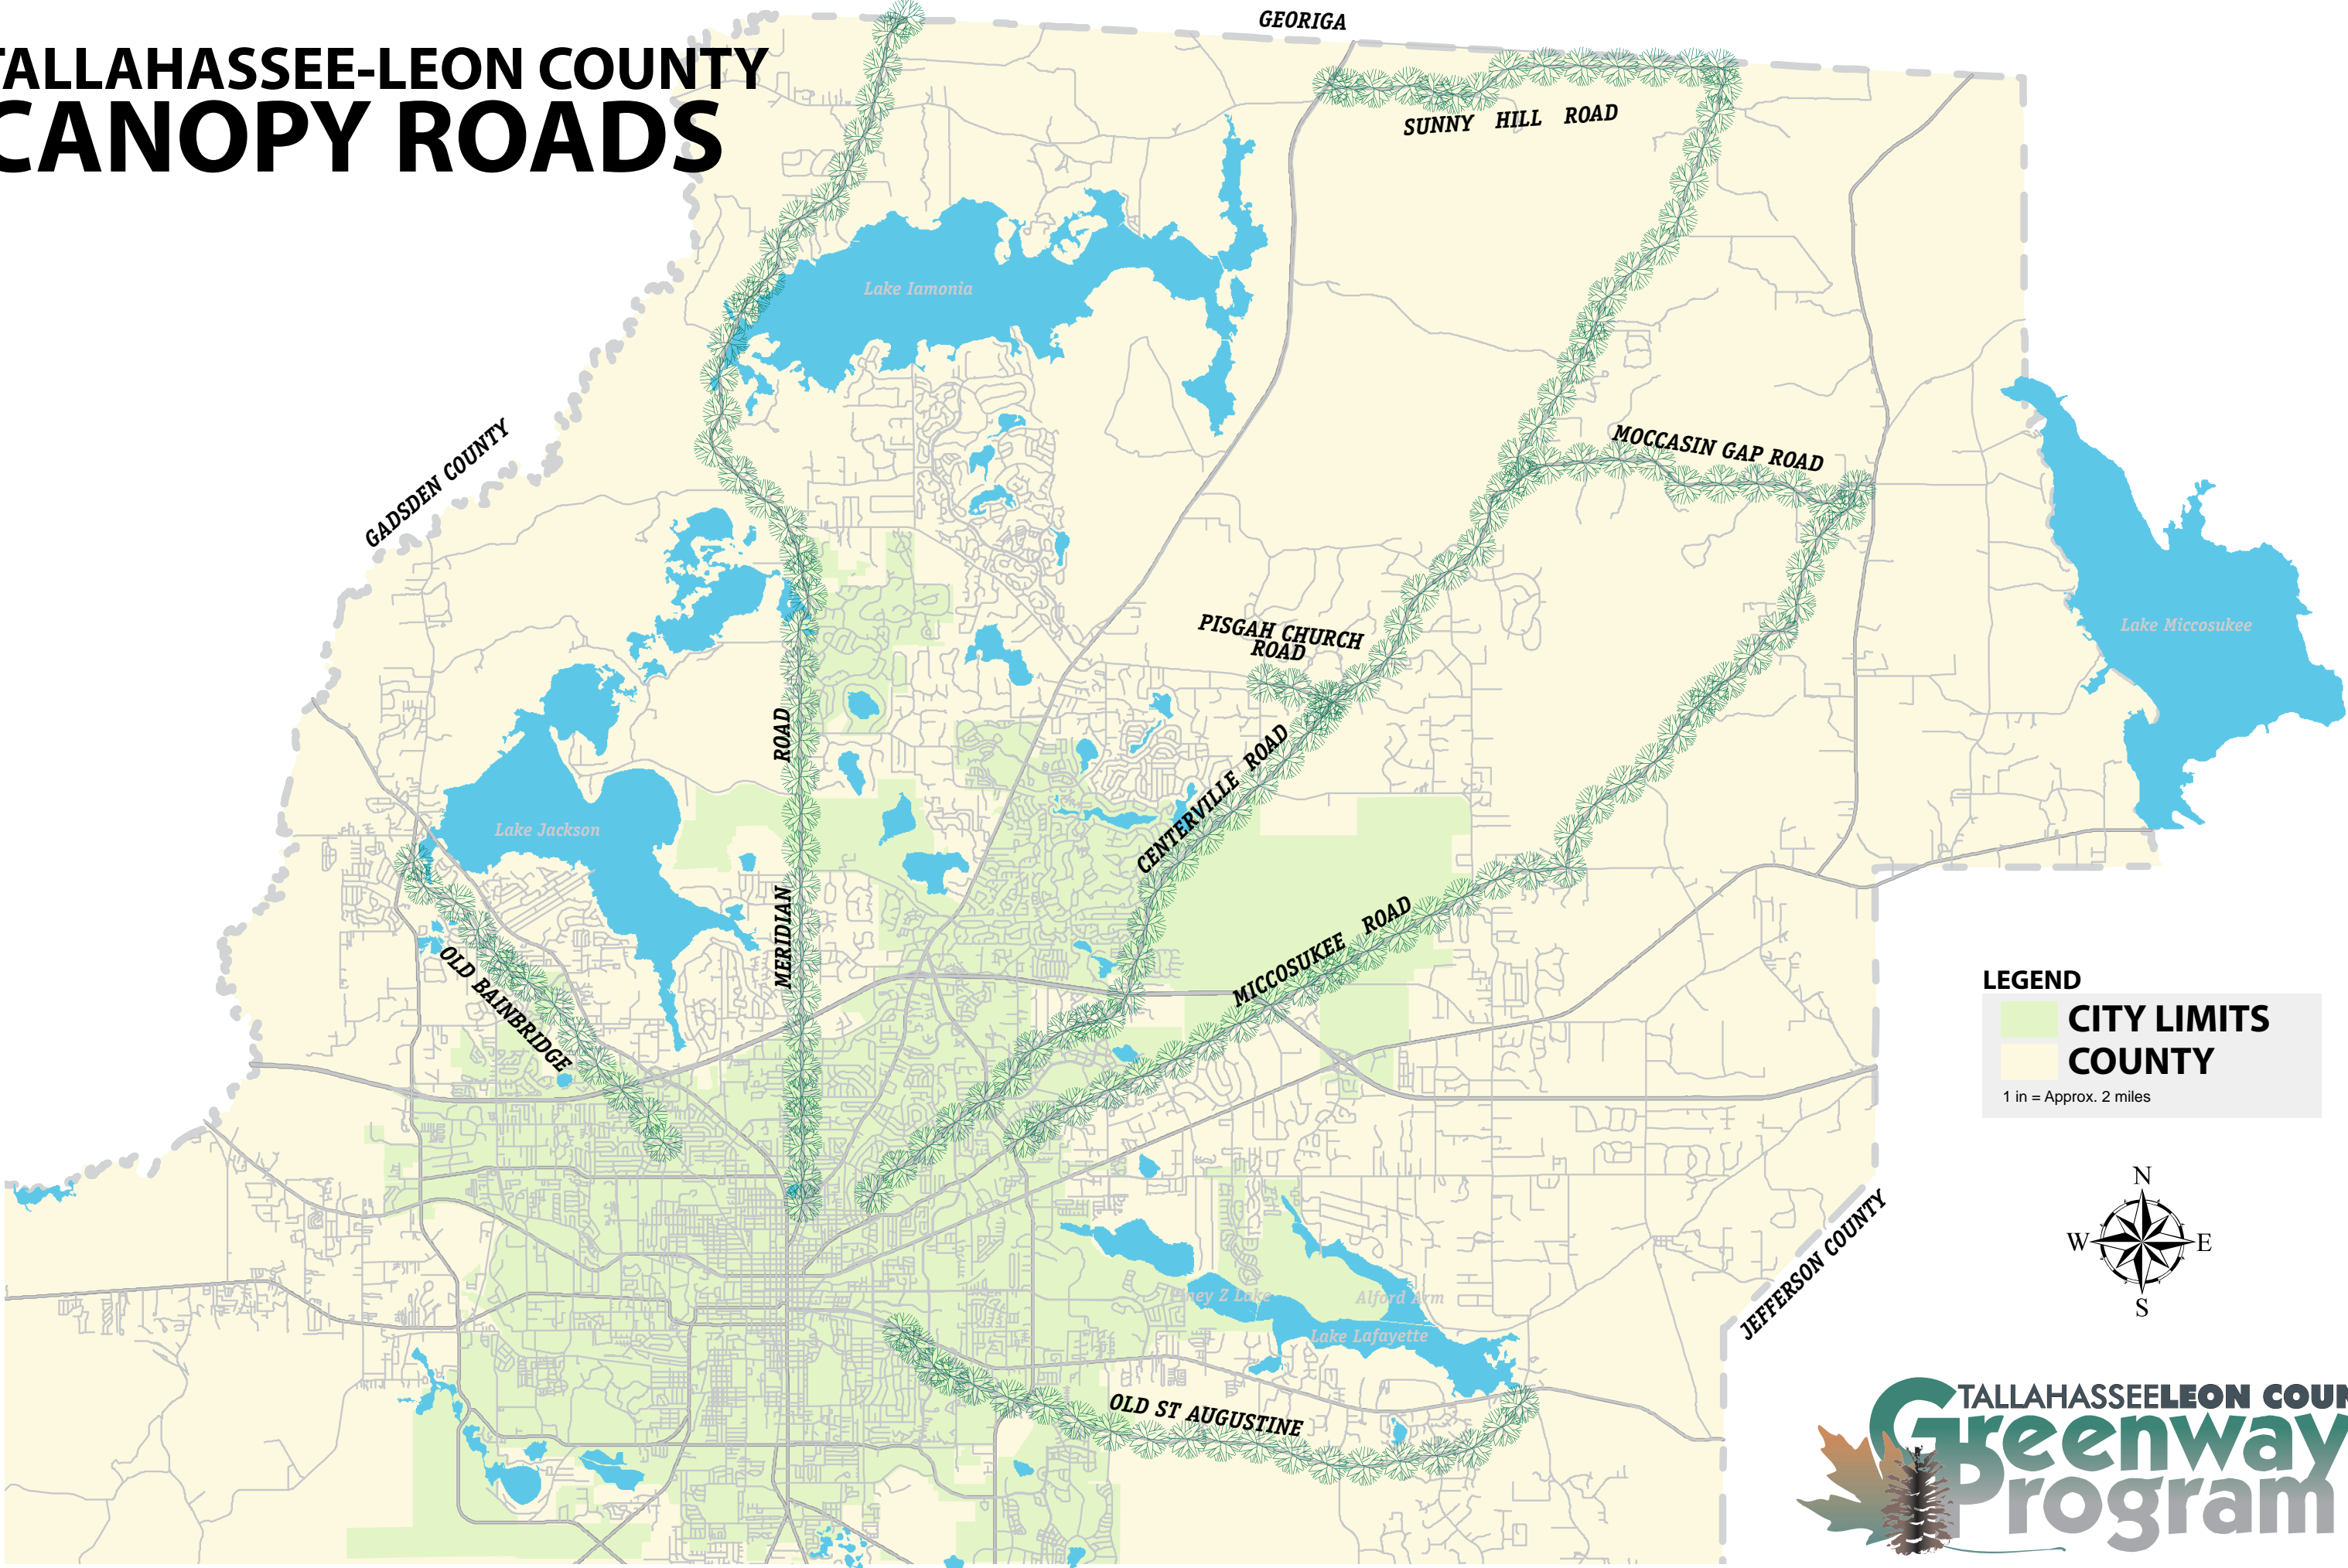 TALLAHASSEE-LEON COUNTY
CANOPY ROADS
GEORIGA
SUNNY HILL ROAD
Lake Iamonia
GADSDEN COUNTY
MOCCASIN GAP ROAD
PISGAH CHURCH
ROAD
Lake Miccosukee
MERIDIAN ROAD
CENTERVILLE ROAD
Lake Jackson
MICCOSUKEE ROAD
OLD BAINBRIDGE
LEGEND
CITY LIMITS
COUNTY
1 in = Approx. 2 miles
N
W E
S
JEFFERSON COUNTY
Piney Z Lake
Alford Arm
Lake Lafayette
OLD ST AUGUSTINE
TALLAHASSEELEON COUN
Greenway
Program